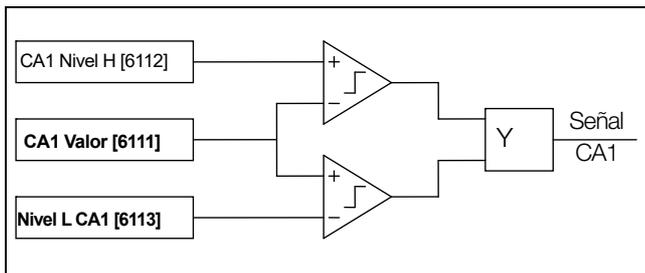 CA1 Nivel H [6112]
+
−
CA1 Valor [6111]
Y
Señal
CA1
+
−
Nivel L CA1 [6113]